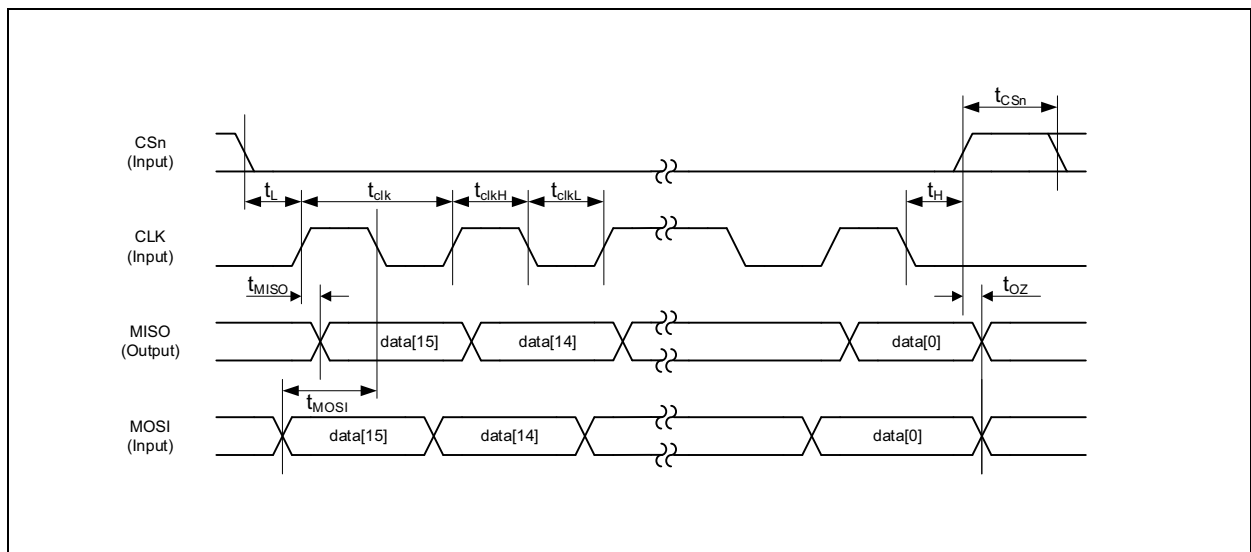 tCSn
CSn
(Input)
tL
tclk
tclkH
tclkL
tH
CLK
(Input)
tMISO
tOZ
MISO
(Output)
data[15]
data[14]
data[0]
tMOSI
MOSI
(Input)
data[15]
data[14]
data[0]